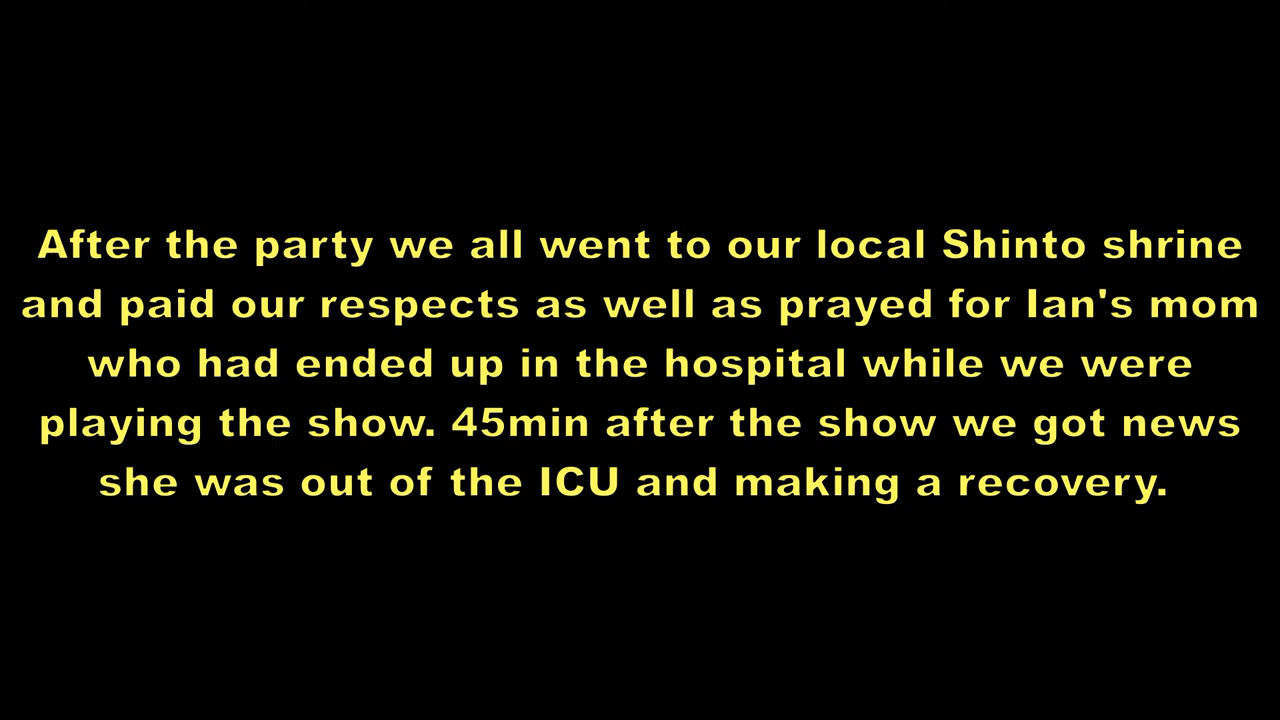 After the party we all went to our local Shinto shrine
and paid our respects as well as prayed for Ian's mom
who had ended up in the hospital while we were
playing the show. 45min after the show we got news
she was out of the ICU and making a recovery.